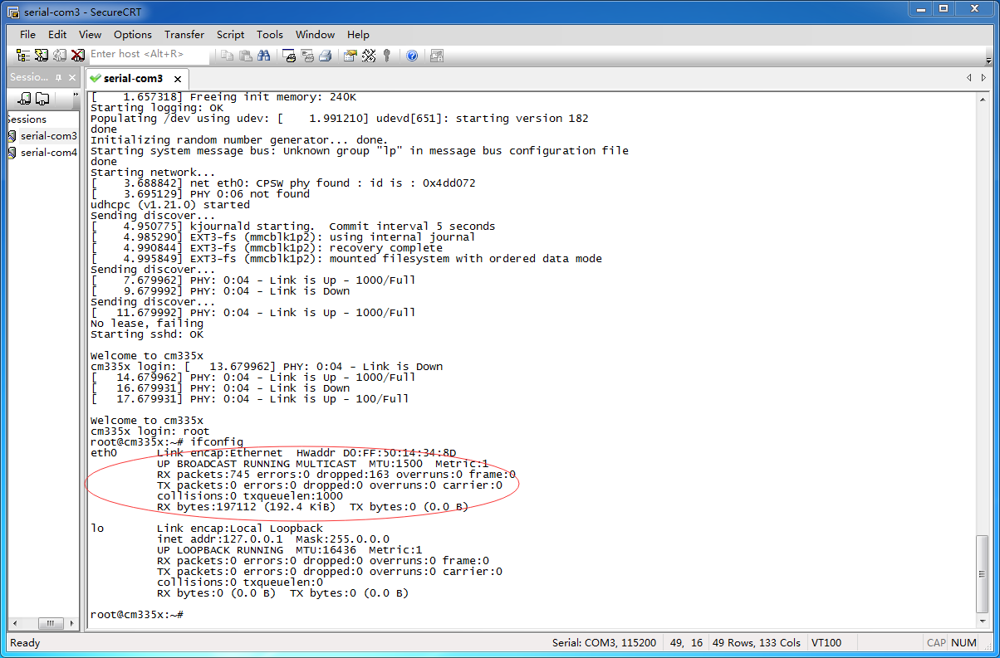 serial-com3 - SecureCRT
File Edit View Options Transfer Script Tools Window Help
Enter host <Alt+R>
Sessio...
serial-com3
essions
serial-com3
serial-com4
[    1.657318] Freeing init memory: 240K
Starting logging: OK
Populating /dev using udev: [    1.991210] udevd[651]: starting version 182
done
Initializing random number generator... done.
Starting system message bus: Unknown group "lp" in message bus configuration file
done
Starting network...
[    3.688842] net eth0: CPSW phy found : id is : 0x4dd072
[    3.695129] PHY 0:06 not found
udhcpc (v1.21.0) started
Sending discover...
[    4.950775] kjournald starting.  Commit interval 5 seconds
[    4.985290] EXT3-fs (mmcblk1p2): using internal journal
[    4.990844] EXT3-fs (mmcblk1p2): recovery complete
[    4.995849] EXT3-fs (mmcblk1p2): mounted filesystem with ordered data mode
Sending discover...
[    7.679962] PHY: 0:04 - Link is Up - 1000/Full
[    9.679992] PHY: 0:04 - Link is Down
Sending discover...
[   11.679992] PHY: 0:04 - Link is Up - 1000/Full
No lease, failing
Starting sshd: OK
Welcome to cm335x
cm335x login: [   13.679962] PHY: 0:04 - Link is Down
[   14.679962] PHY: 0:04 - Link is Up - 1000/Full
[   16.679931] PHY: 0:04 - Link is Down
[   17.679931] PHY: 0:04 - Link is Up - 100/Full
Welcome to cm335x
cm335x login: root
root@cm335x:~# ifconfig
eth0      Link encap:Ethernet  HWaddr D0:FF:50:14:34:8D
          UP BROADCAST RUNNING MULTICAST  MTU:1500  Metric:1
          RX packets:745 errors:0 dropped:163 overruns:0 frame:0
          TX packets:0 errors:0 dropped:0 overruns:0 carrier:0
          collisions:0 txqueuelen:1000
          RX bytes:197112 (192.4 KiB)  TX bytes:0 (0.0 B)
lo        Link encap:Local Loopback
          inet addr:127.0.0.1  Mask:255.0.0.0
          UP LOOPBACK RUNNING  MTU:16436  Metric:1
          RX packets:0 errors:0 dropped:0 overruns:0 frame:0
          TX packets:0 errors:0 dropped:0 overruns:0 carrier:0
          collisions:0 txqueuelen:0
          RX bytes:0 (0.0 B)  TX bytes:0 (0.0 B)
root@cm335x:~#
Ready Serial: COM3, 115200 49, 16 49 Rows, 133 Cols VT100 CAP NUM